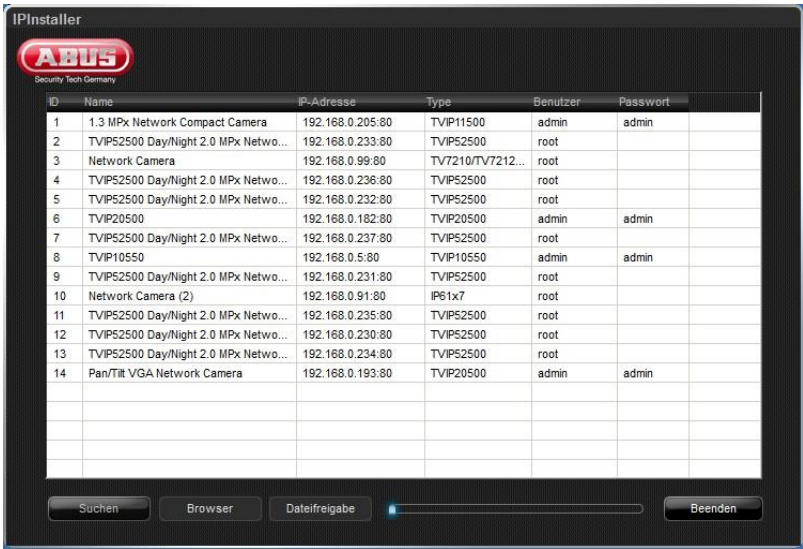 IPInstaller
ABUS
Security Tech Germany
ID Name IP-Adresse Type Benutzer Passwort
1 1.3 MPx Network Compact Camera 192.168.0.205:80 TVIP11500 admin admin
2 TVIP52500 Day/Night 2.0 MPx Netwo... 192.168.0.233:80 TVIP52500 root
3 Network Camera 192.168.0.99:80 TV7210/TV7212... root
4 TVIP52500 Day/Night 2.0 MPx Netwo... 192.168.0.236:80 TVIP52500 root
5 TVIP52500 Day/Night 2.0 MPx Netwo... 192.168.0.232:80 TVIP52500 root
6 TVIP20500 192.168.0.182:80 TVIP20500 admin admin
7 TVIP52500 Day/Night 2.0 MPx Netwo... 192.168.0.237:80 TVIP52500 root
8 TVIP10550 192.168.0.5:80 TVIP10550 admin admin
9 TVIP52500 Day/Night 2.0 MPx Netwo... 192.168.0.231:80 TVIP52500 root
10 Network Camera (2) 192.168.0.91:80 IP61x7 root
11 TVIP52500 Day/Night 2.0 MPx Netwo... 192.168.0.235:80 TVIP52500 root
12 TVIP52500 Day/Night 2.0 MPx Netwo... 192.168.0.230:80 TVIP52500 root
13 TVIP52500 Day/Night 2.0 MPx Netwo... 192.168.0.234:80 TVIP52500 root
14 Pan/Tilt VGA Network Camera 192.168.0.193:80 TVIP20500 admin admin
Suchen Browser Dateifreigabe Beenden